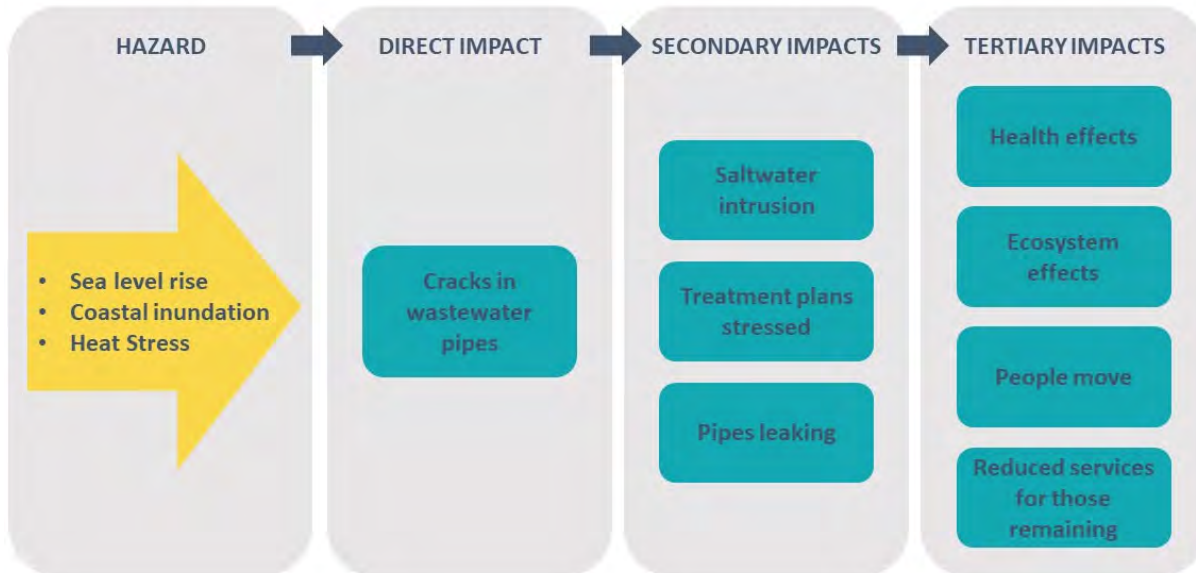 HAZARD
DIRECT IMPACT
SECONDARY IMPACTS
TERTIARY IMPACTS
• Sea level rise
• Coastal inundation
• Heat Stress
Cracks in
wastewater
pipes
Saltwater
intrusion
Treatment plans
stressed
Pipes leaking
Health effects
Ecosystem
effects
People move
Reduced services
for those
remaining